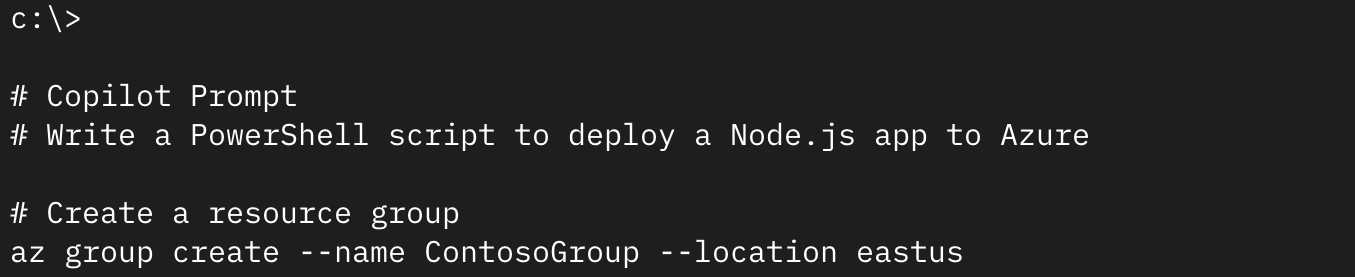 c:\>
# Copilot Prompt
# Write a PowerShell script to deploy a Node.js app to Azure
# Create a resource group
az group create --name ContosoGroup --location eastus